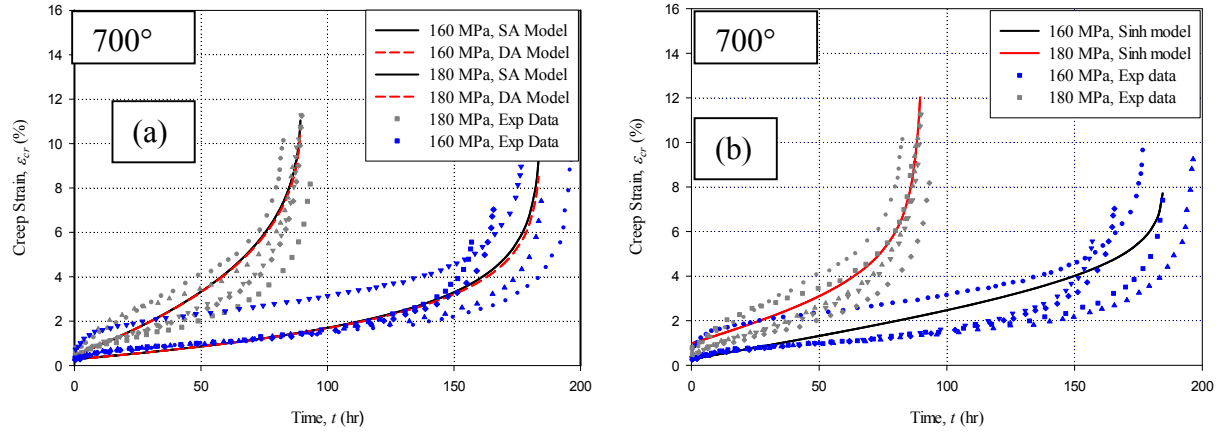 700°
(a)
160 MPa, SA Model
160 MPa, DA Model
180 MPa, SA Model
180 MPa, DA Model
180 MPa, Exp Data
160 MPa, Exp Data
16
14
12
10
8
6
4
2
0
Creep Strain, εcr (%)
0 50 100 150 200
Time, t (hr)
700°
(b)
160 MPa, Sinh model
180 MPa, Sinh model
160 MPa, Exp data
180 MPa, Exp data
16
14
12
10
8
6
4
2
0
Creep Strain, εcr (%)
0 50 100 150 200
Time, t (hr)